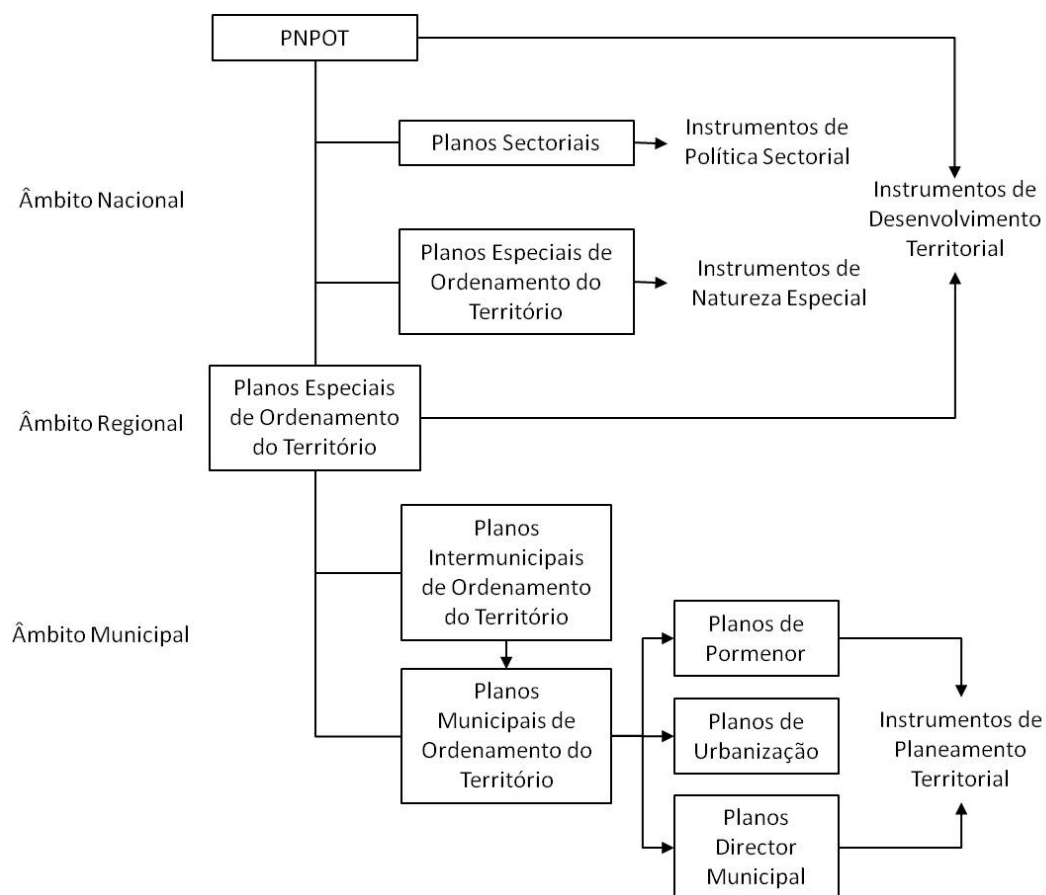 PNPOT
Planos Sectoriais
Instrumentos de
Política Sectorial
Âmbito Nacional
Instrumentos de
Desenvolvimento
Territorial
Planos Especiais de
Ordenamento do
Território
Instrumentos de
Natureza Especial
Âmbito Regional
Planos Especiais
de Ordenamento
do Território
Planos
Intermunicipais
de Ordenamento
do Território
Âmbito Municipal
Planos de
Pormenor
Planos
Municipais de
Ordenamento do
Território
Planos de
Urbanização
Instrumentos de
Planeamento
Territorial
Planos
Director
Municipal